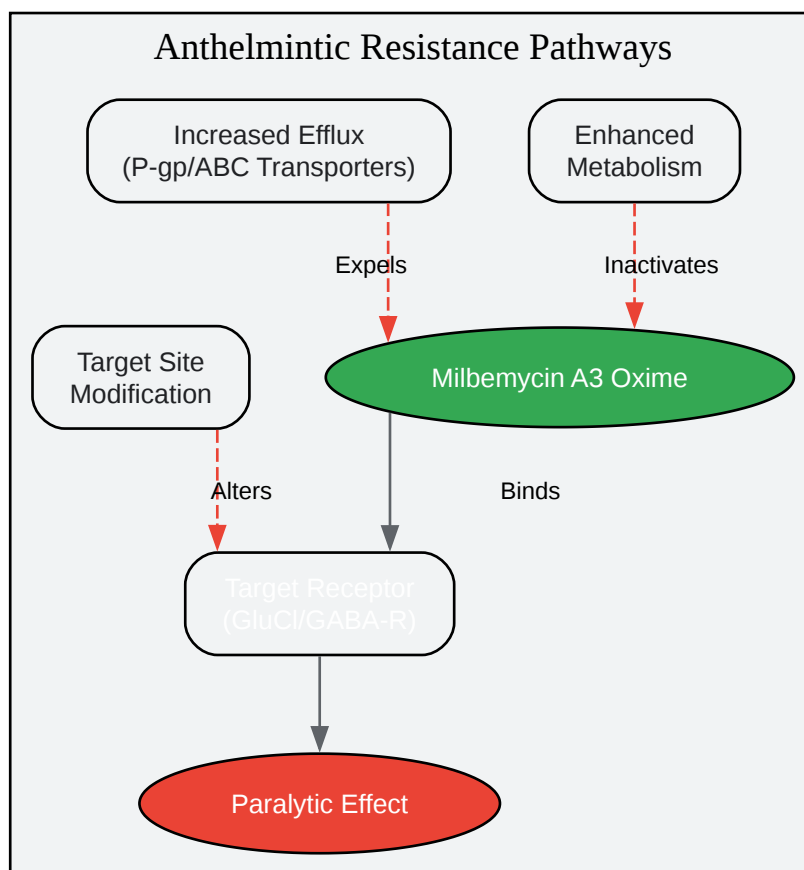 Anthelmintic Resistance Pathways
Increased Efflux
(P-gp/ABC Transporters)
Enhanced
Metabolism
Expels
Inactivates
Target Site
Modification
Milbemycin A3 Oxime
Alters
Binds
Target Receptor
(GluCl/GABA-R)
Paralytic Effect